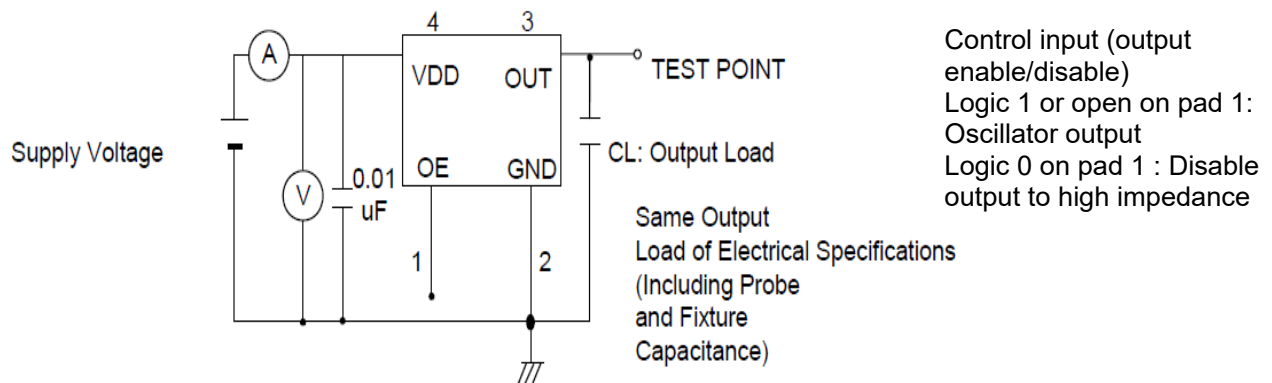 4
3
A
VDD
OUT
TEST POINT
Supply Voltage
V
0.01
uF
OE
GND
CL: Output Load
1
2
Same Output
Load of Electrical Specifications
(Including Probe
and Fixture
Capacitance)
Control input (output
enable/disable)
Logic 1 or open on pad 1:
Oscillator output
Logic 0 on pad 1 : Disable
output to high impedance